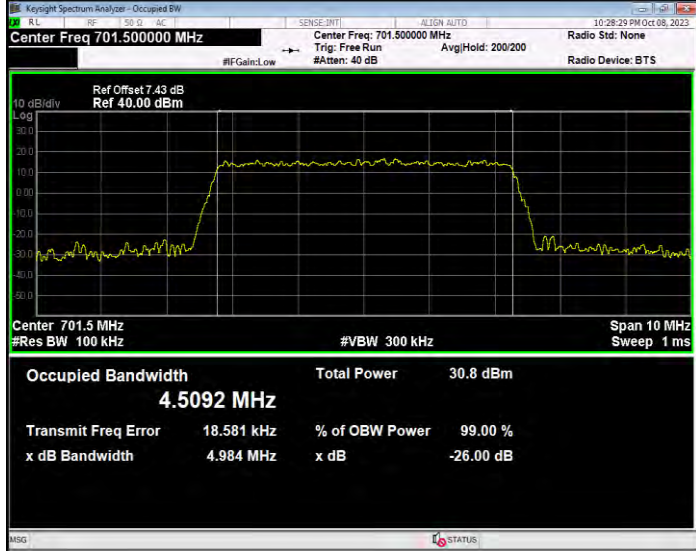 Keysight Spectrum Analyzer - Occupied BW
RL RF 50 Ω AC SENSE:INT ALIGN AUTO 10:28:29 PM Oct 08, 2023
Center Freq 701.500000 MHz
Center Freq: 701.500000 MHz
Radio Std: None
Trig: Free Run Avg|Hold: 200/200
#IFGain:Low #Atten: 40 dB Radio Device: BTS
Ref Offset 7.43 dB
10 dB/div Ref 40.00 dBm
Log
30.0
20.0
10.0
0.00
-10.0
-20.0
-30.0
-40.0
-50.0
Center 701.5 MHz Span 10 MHz
#Res BW 100 kHz #VBW 300 kHz Sweep 1 ms
Occupied Bandwidth Total Power 30.8 dBm
4.5092 MHz
Transmit Freq Error 18.581 kHz % of OBW Power 99.00 %
x dB Bandwidth 4.984 MHz x dB -26.00 dB
MSG STATUS